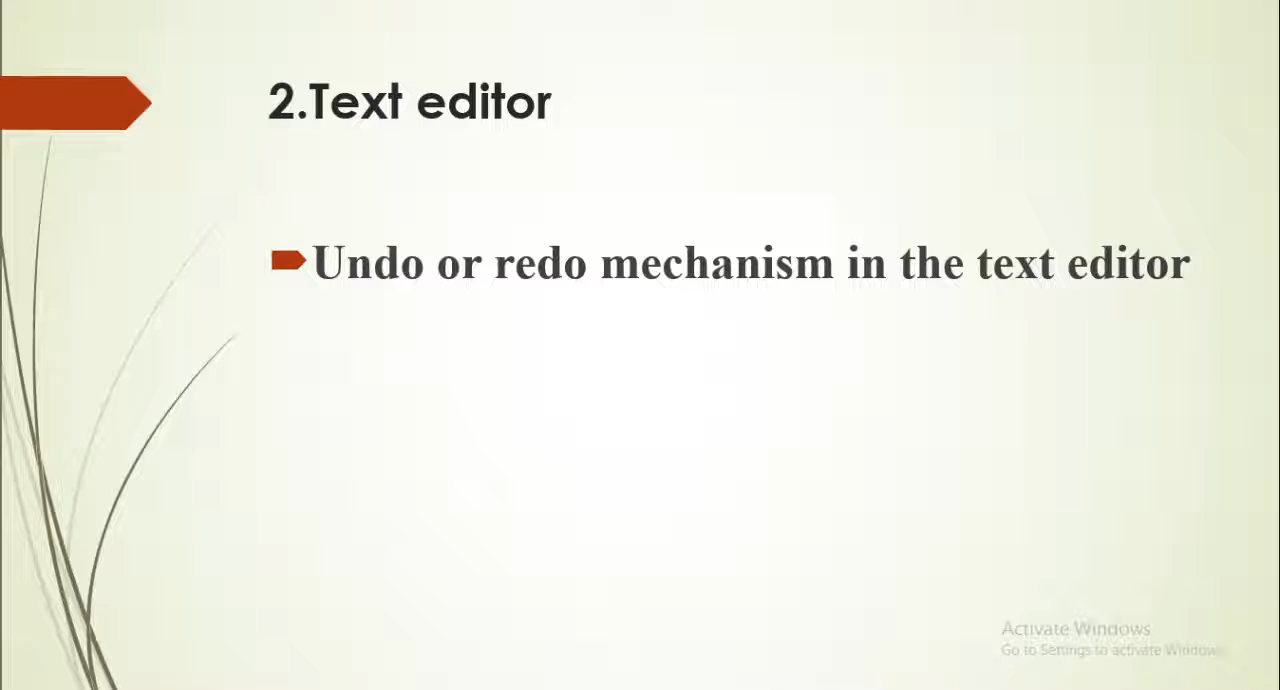 2.Text editor
Undo or redo mechanism in the text editor
Activate Windows
Go to Settings to activate Windows.